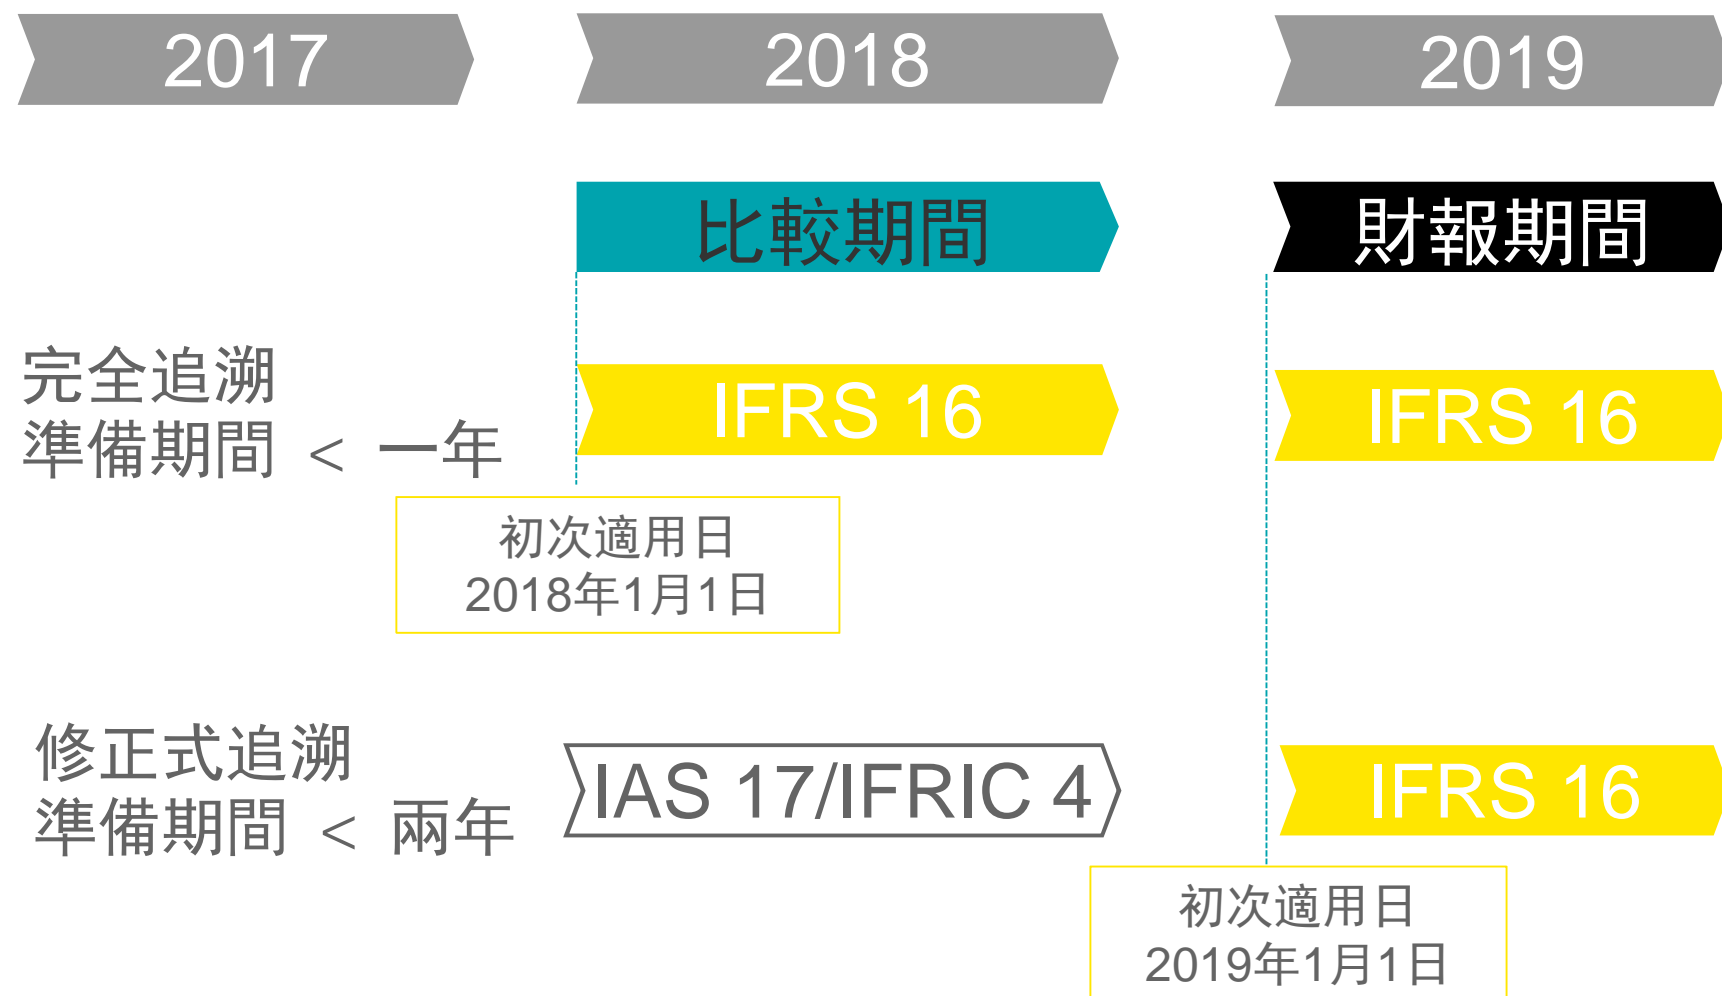 2017
2018
2019
比較期間
財報期間
完全追溯
準備期間 < 一年
IFRS 16
IFRS 16
初次適用日
2018年1月1日
修正式追溯
準備期間 < 兩年
IAS 17/IFRIC 4
IFRS 16
初次適用日
2019年1月1日